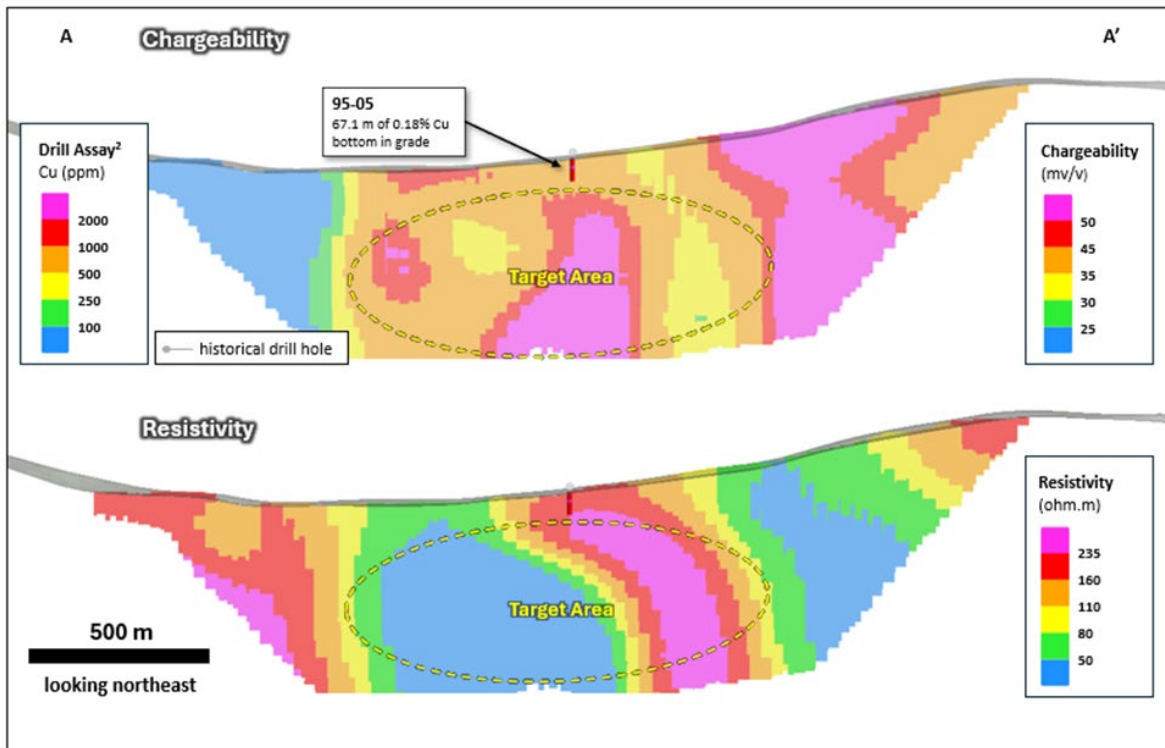 A
Chargeability
A'
95-05
67.1 m of 0.18% Cu
bottom in grade
Drill Assay²
Cu (ppm)
2000
1000
500
250
100
historical drill hole
Target Area
Chargeability
(mv/v)
50
45
35
30
25
Resistivity
Target Area
500 m
looking northeast
Resistivity
(ohm.m)
235
160
110
80
50